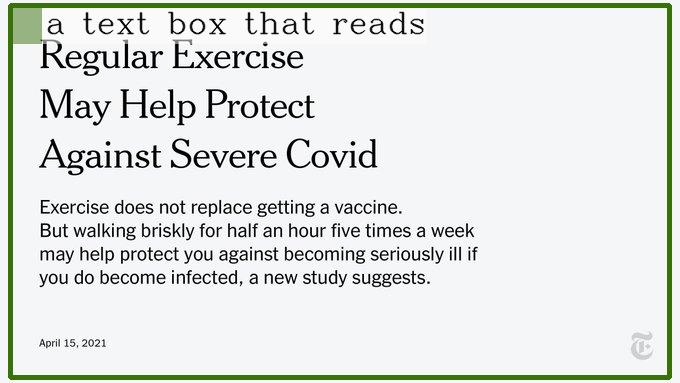 a text box that reads
Regular Exercise
May Help Protect
Against Severe Covid
Exercise does not replace getting a vaccine.
But walking briskly for half an hour five times a week
may help protect you against becoming seriously ill if
you do become infected, a new study suggests.
April 15, 2021
T